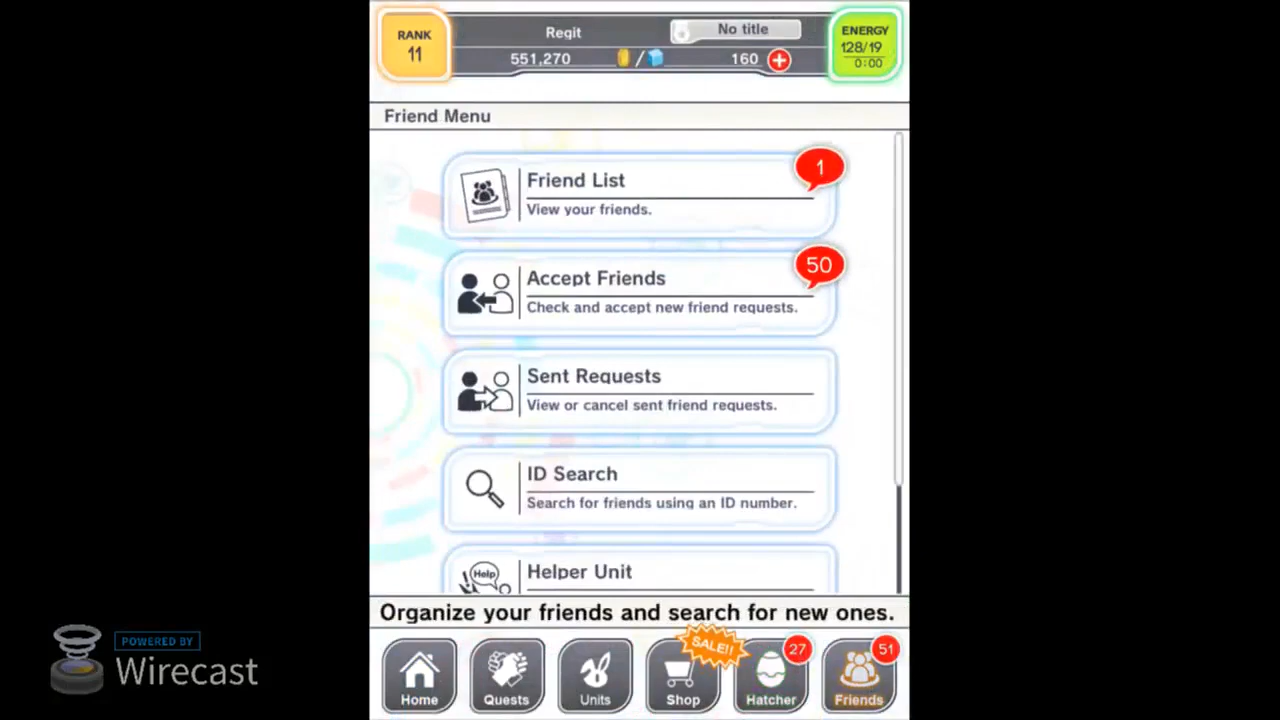 RANK
11
Regit
No title
551,270
/
160
ENERGY
128/19
0:00
Friend Menu
Friend List
1
View your friends.
Accept Friends
50
Check and accept new friend requests.
Sent Requests
View or cancel sent friend requests.
ID Search
Search for friends using an ID number.
Help
Helper Unit
Organize your friends and search for new ones.
SALE!!
27
51
Home
Quests
Units
Shop
Hatcher
Friends
POWERED BY
Wirecast